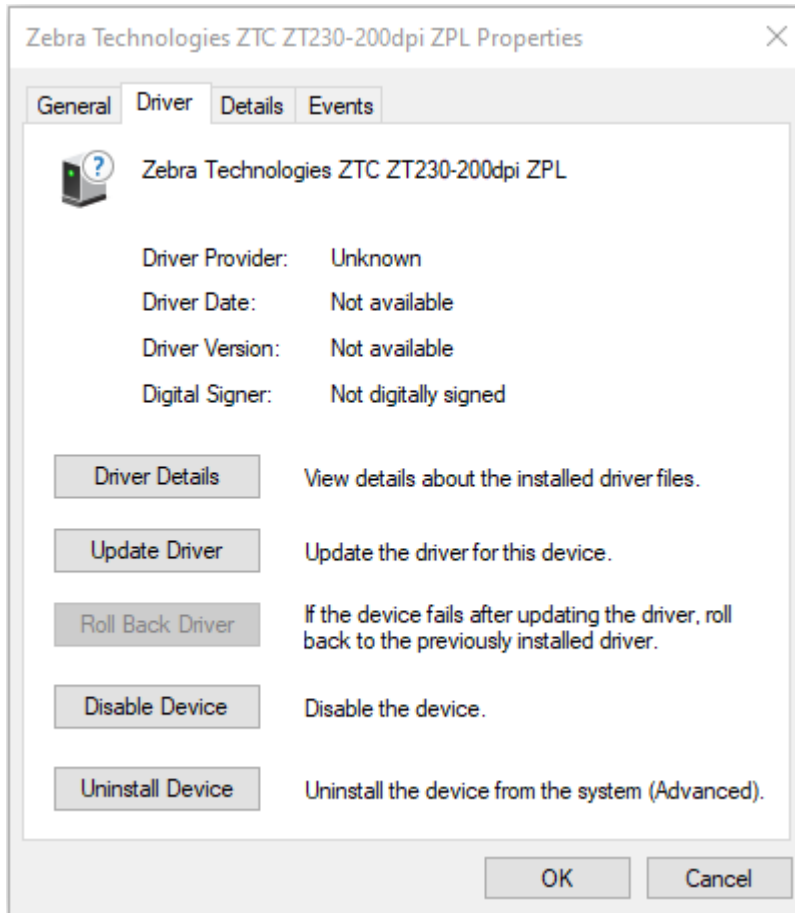 Zebra Technologies ZTC ZT230-200dpi ZPL Properties
General Driver Details Events
Zebra Technologies ZTC ZT230-200dpi ZPL
Driver Provider: Unknown
Driver Date: Not available
Driver Version: Not available
Digital Signer: Not digitally signed
Driver Details View details about the installed driver files.
Update Driver Update the driver for this device.
Roll Back Driver If the device fails after updating the driver, roll
back to the previously installed driver.
Disable Device Disable the device.
Uninstall Device Uninstall the device from the system (Advanced).
OK Cancel